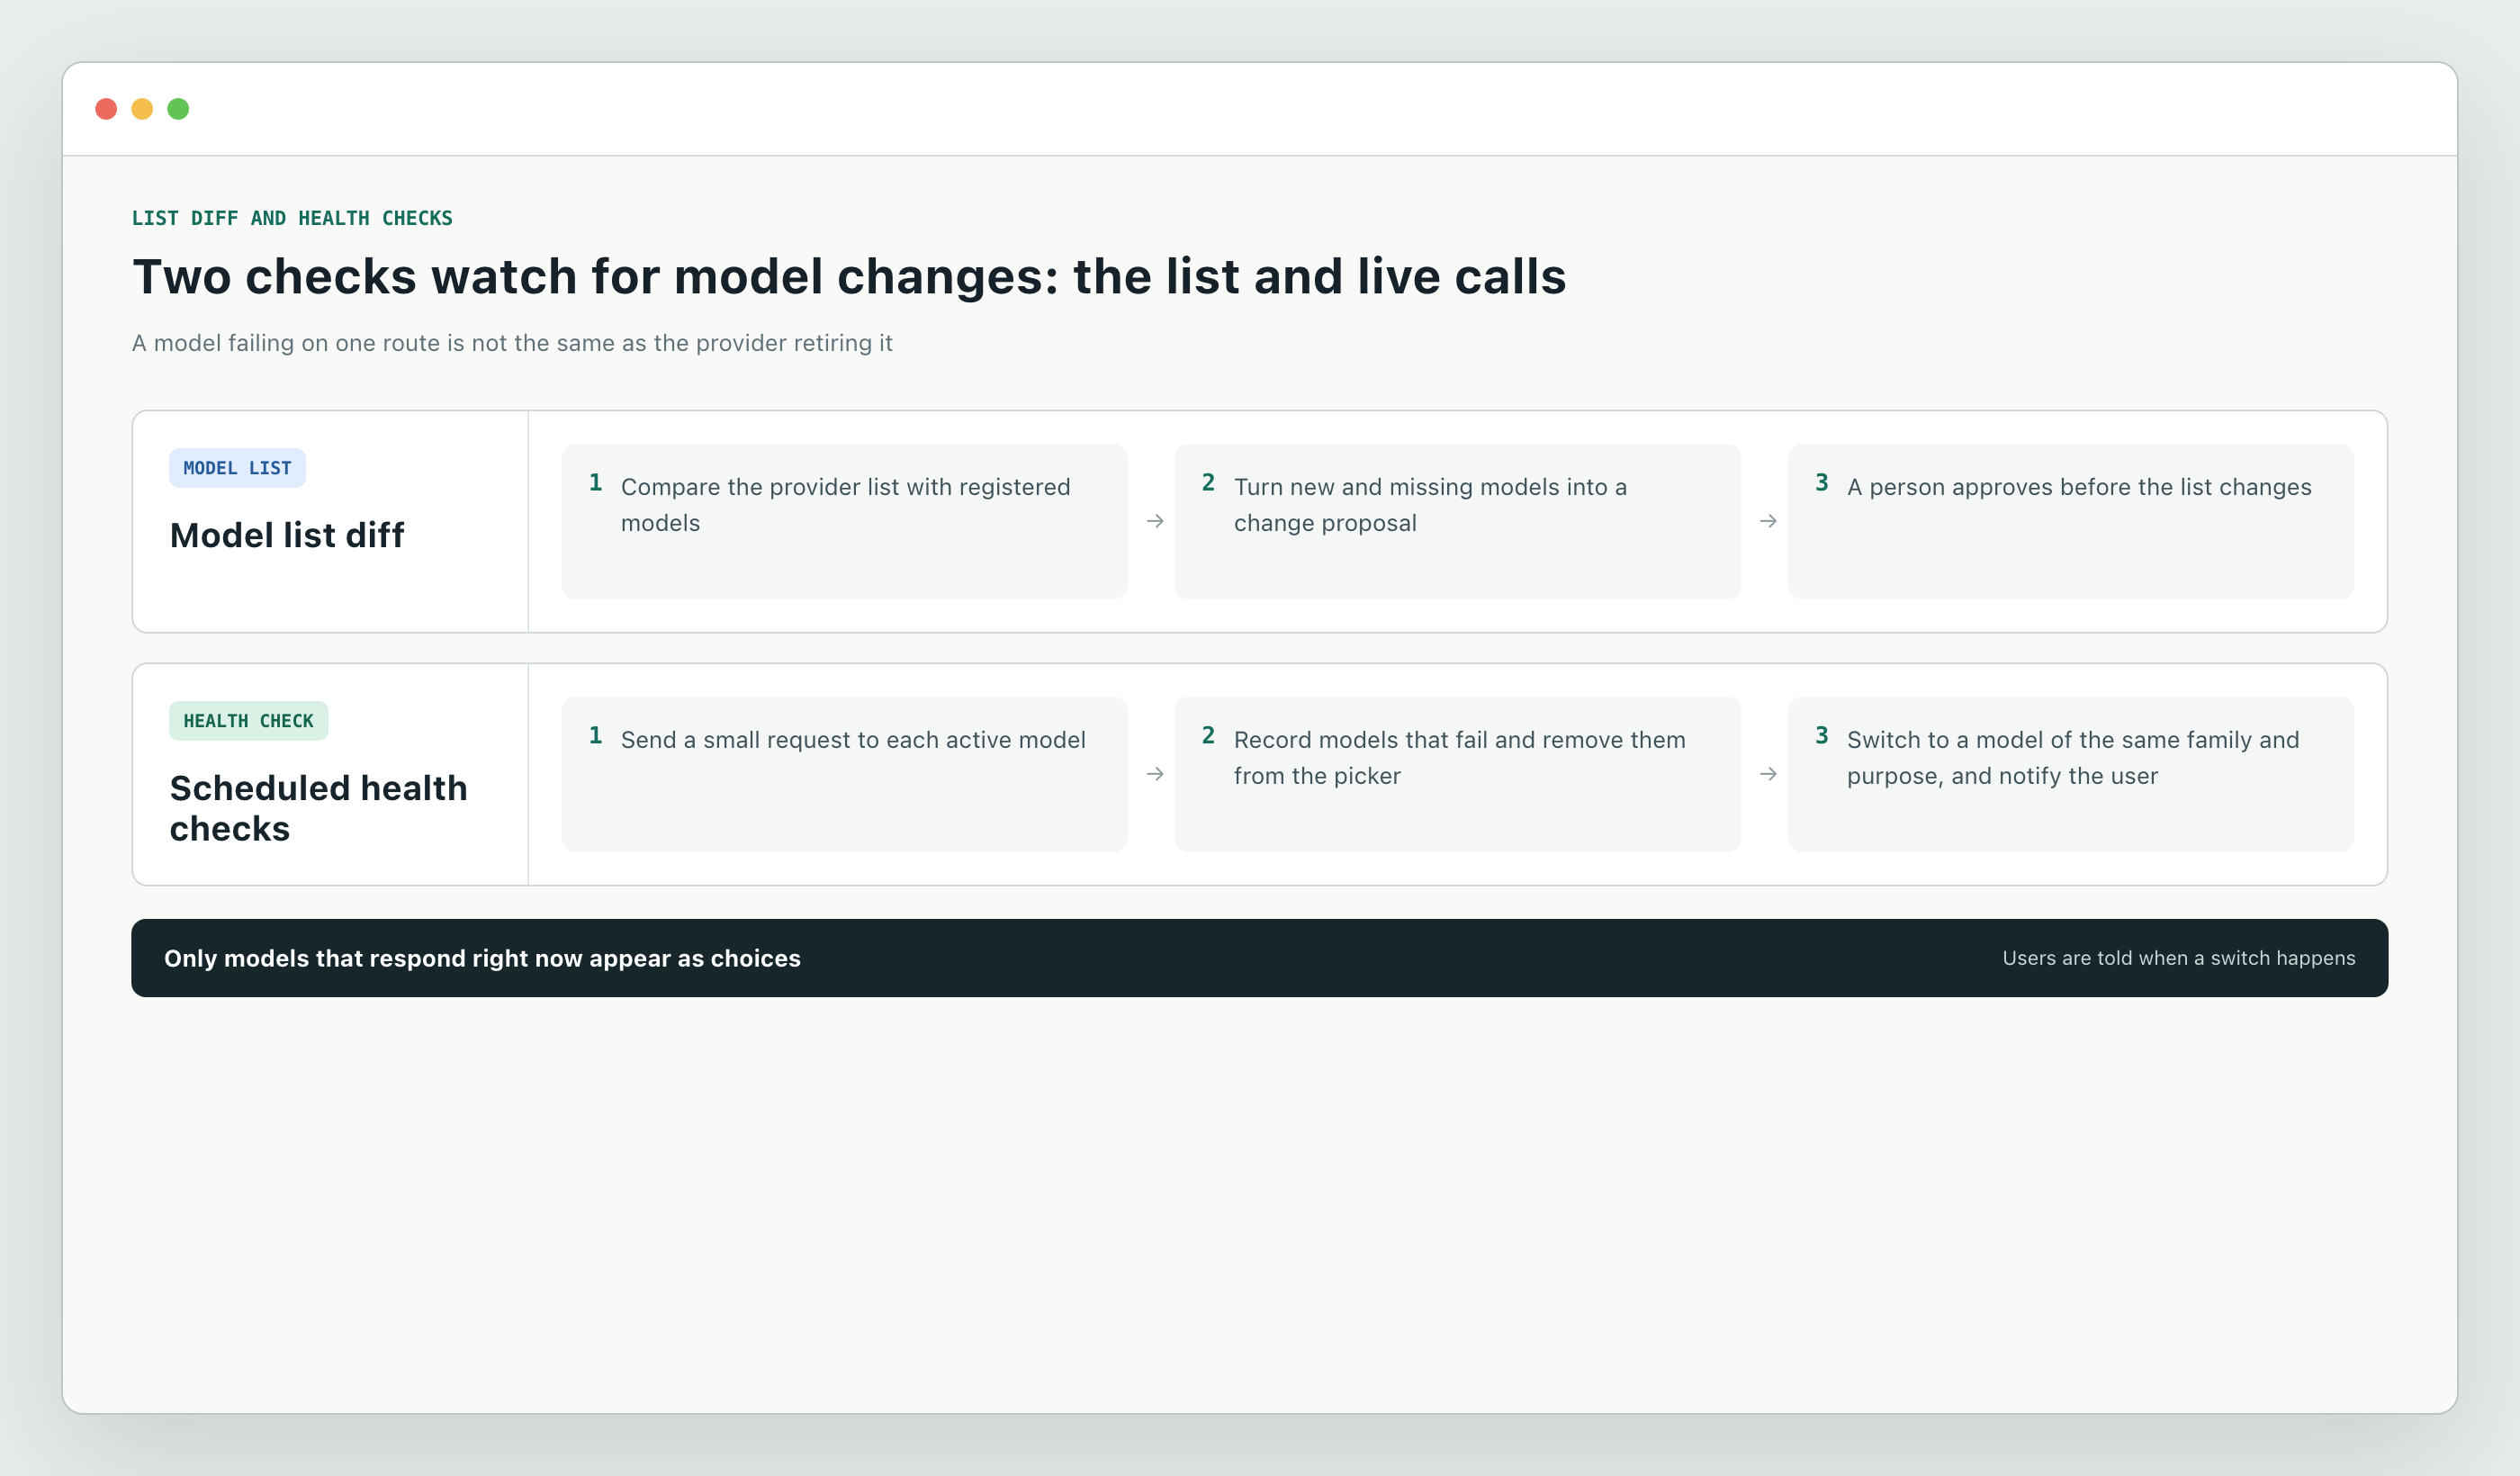 LIST DIFF AND HEALTH CHECKS
Two checks watch for model changes: the list and live calls
A model failing on one route is not the same as the provider retiring it
MODEL LIST
Model list diff
1 Compare the provider list with registered
models
→
2 Turn new and missing models into a
change proposal
→
3 A person approves before the list changes
HEALTH CHECK
Scheduled health
checks
1 Send a small request to each active model
→
2 Record models that fail and remove them
from the picker
→
3 Switch to a model of the same family and
purpose, and notify the user
Only models that respond right now appear as choices
Users are told when a switch happens